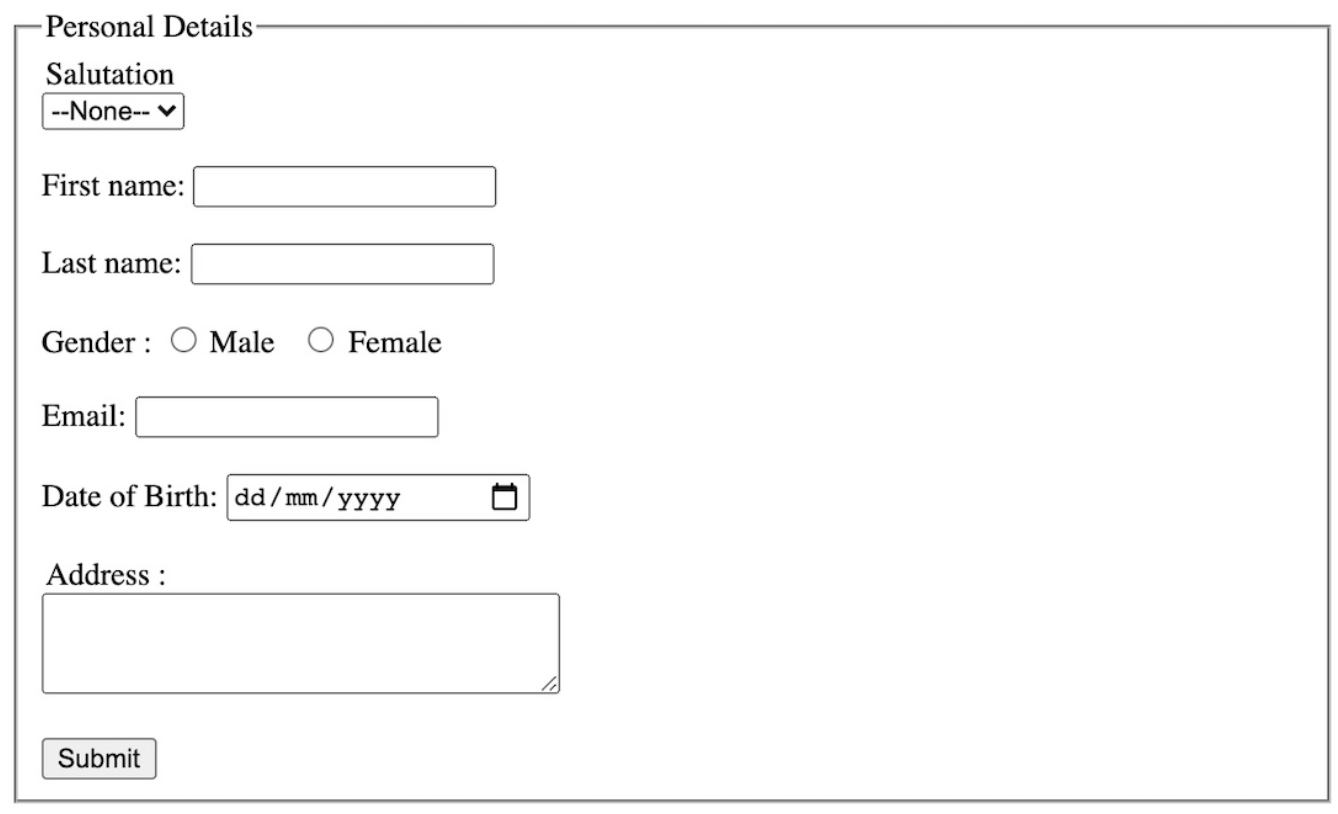 Personal Details
Salutation
--None--
First name:
Last name:
Gender : Male Female
Email:
Date of Birth: dd/mm/yyyy
Address :
Submit